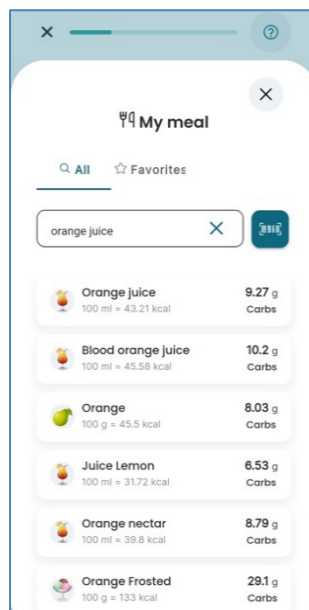 My meal
All Favorites
orange juice
Orange juice 9.27 g
100 ml = 43.21 kcal Carbs
Blood orange juice 10.2 g
100 ml = 45.58 kcal Carbs
Orange 8.03 g
100 g = 45.5 kcal Carbs
Juice Lemon 6.53 g
100 ml = 31.72 kcal Carbs
Orange nectar 8.79 g
100 ml = 39.8 kcal Carbs
Orange Frosted 29.1 g
100 g = 133 kcal Carbs